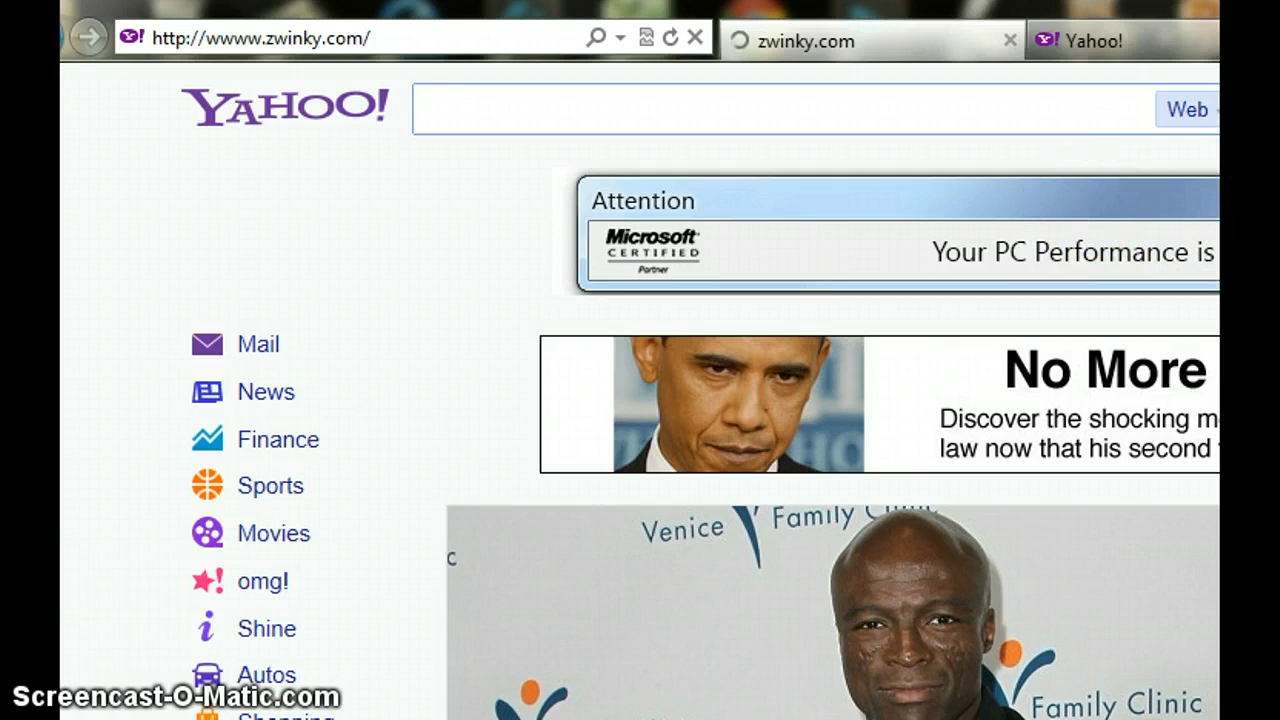 http://wwww.zwinky.com/
zwinky.com
Y! Yahoo!
YAHOO!
Web
Attention
Microsoft
CERTIFIED
Partner
Your PC Performance is
Mail
News
Finance
Sports
Movies
omg!
Shine
Autos
Shopping
No More
Discover the shocking m
law now that his second
Venice Family Clinic
c
Family Clinic
Screencast-O-Matic.com